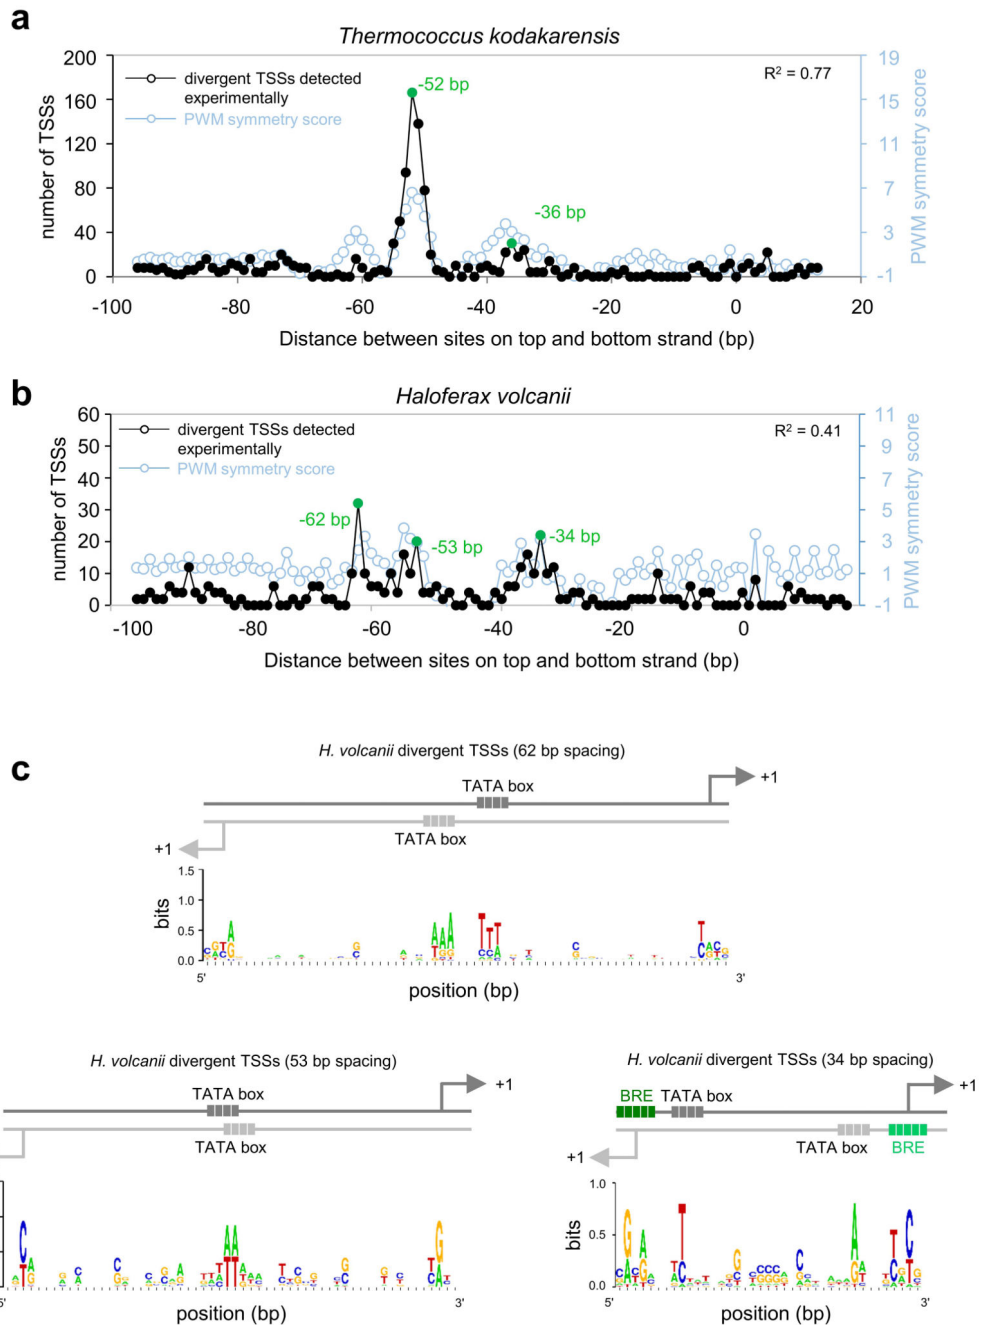 a
Thermococcus kodakarensis
200
160
120
80
40
0
number of TSSs
divergent TSSs detected
experimentally
PWM symmetry score
-52 bp
-36 bp
R² = 0.77
19
15
11
7
3
-1
PWM symmetry score
-100 -80 -60 -40 -20 0 20
Distance between sites on top and bottom strand (bp)
b
Haloferax volcanii
60
50
40
30
20
10
0
number of TSSs
divergent TSSs detected
experimentally
PWM symmetry score
-62 bp
-53 bp
-34 bp
R² = 0.41
11
9
7
5
3
1
-1
PWM symmetry score
-100 -80 -60 -40 -20 0
Distance between sites on top and bottom strand (bp)
c
H. volcanii divergent TSSs (62 bp spacing)
TATA box
+1
TATA box
+1
1.5
1.0
0.5
0.0
bits
5' 3'
position (bp)
H. volcanii divergent TSSs (53 bp spacing)
TATA box
+1
TATA box
5' 3'
position (bp)
H. volcanii divergent TSSs (34 bp spacing)
BRE TATA box
+1
TATA box BRE
+1
1.0
0.5
0.0
bits
5' 3'
position (bp)